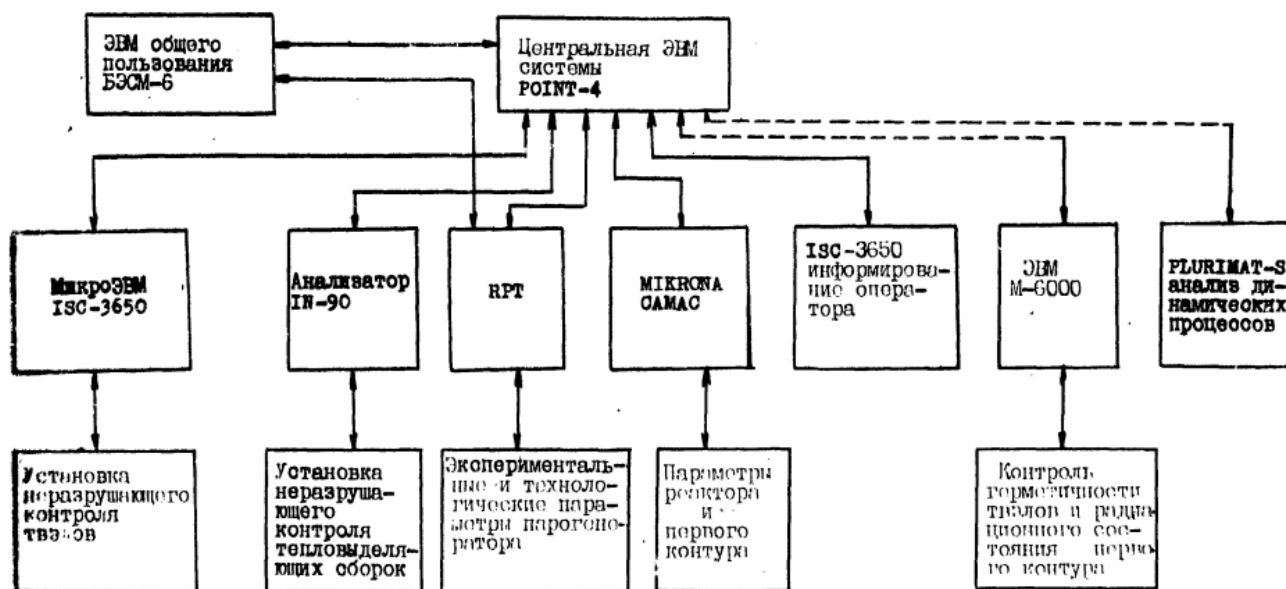 ЭВМ общего
пользования
БЭСМ-6
Центральная ЭВМ
системы
POINT-4
МикроЭВМ
ISC-3650
Анализатор
IN-90
RPT
MIKRONA
CAMAC
ISC-3650
информирова-
ние опера-
тора
ЭВМ
М-6000
PLURIMAT-S
анализ ди-
намических
процессов
Установка
неразрушающего
контроля
твэлов
Установка
неразруша-
ющего
контроля
тепловыделя-
ющих сборок
Эксперименталь-
ные и техноло-
гические пара-
метры парогене-
ратора
Параметры
реактора
и
первого
контура
Контроль
герметичности
твэлов и радиа-
ционного сос-
тояния перво-
го контура